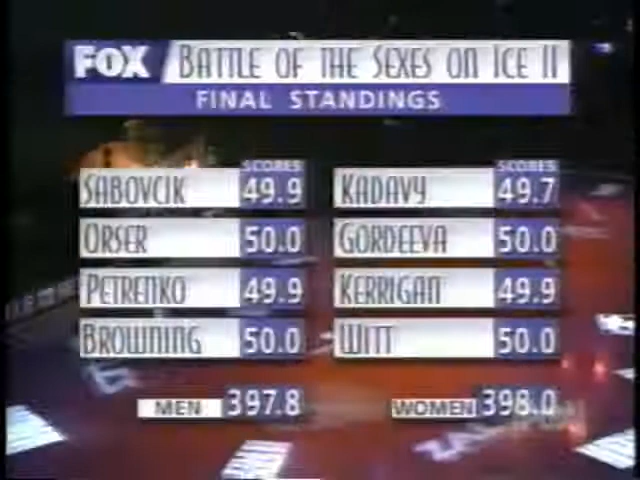 FOX BATTLE OF THE SEXES ON ICE II
FINAL STANDINGS
SCORES SCORES
SABOVCIK 49.9 KADAVY 49.7
ORSER 50.0 GORDEEVA 50.0
PETRENKO 49.9 KERRIGAN 49.9
BROWNING 50.0 WITT 50.0
MEN 397.8 WOMEN 398.0